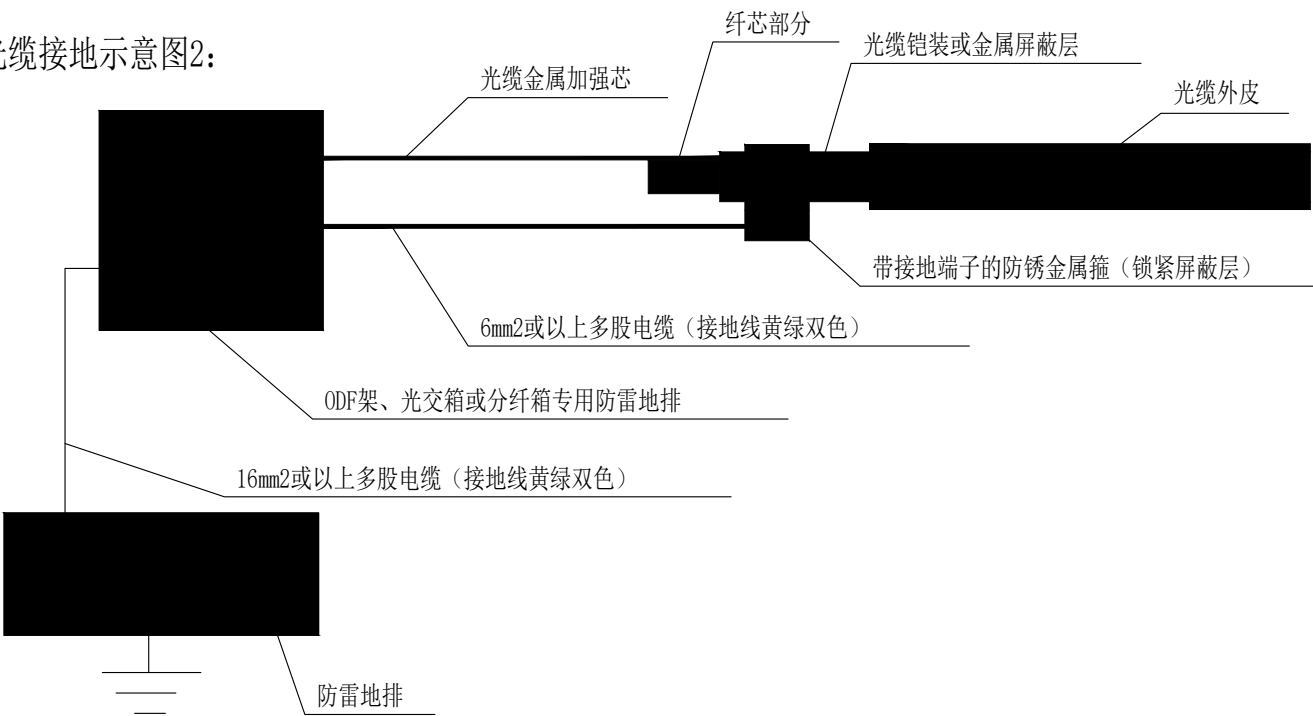 光缆接地示意图2：
纤芯部分
光缆金属加强芯
光缆铠装或金属屏蔽层
光缆外皮
带接地端子的防锈金属箍（锁紧屏蔽层）
6mm2或以上多股电缆（接地线黄绿双色）
ODF架、光交箱或分纤箱专用防雷地排
16mm2或以上多股电缆（接地线黄绿双色）
防雷地排